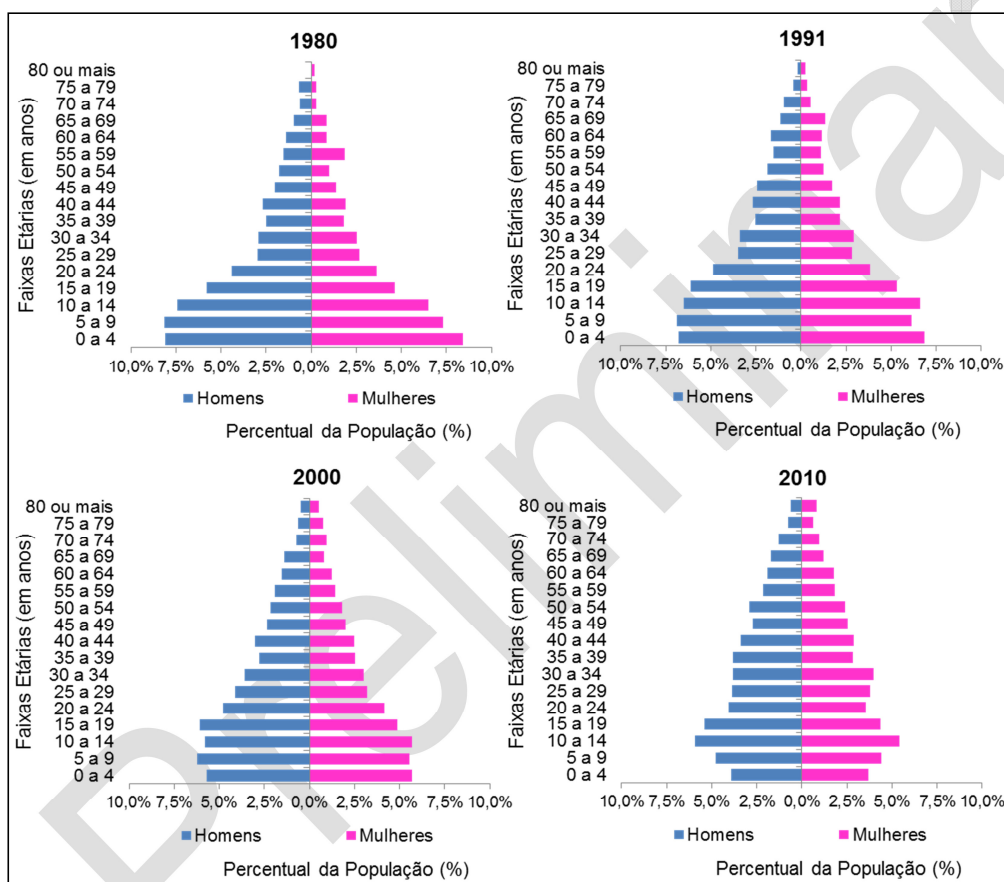 1980
Faixas Etárias (em anos)
80 ou mais
75 a 79
70 a 74
65 a 69
60 a 64
55 a 59
50 a 54
45 a 49
40 a 44
35 a 39
30 a 34
25 a 29
20 a 24
15 a 19
10 a 14
5 a 9
0 a 4
10,0% 7,5% 5,0% 2,5% 0,0% 2,5% 5,0% 7,5% 10,0%
Homens Mulheres
Percentual da População (%)
1991
Faixas Etárias (em anos)
80 ou mais
75 a 79
70 a 74
65 a 69
60 a 64
55 a 59
50 a 54
45 a 49
40 a 44
35 a 39
30 a 34
25 a 29
20 a 24
15 a 19
10 a 14
5 a 9
0 a 4
10,0% 7,5% 5,0% 2,5% 0,0% 2,5% 5,0% 7,5% 10,0%
Homens Mulheres
Percentual da População (%)
2000
Faixas Etárias (em anos)
80 ou mais
75 a 79
70 a 74
65 a 69
60 a 64
55 a 59
50 a 54
45 a 49
40 a 44
35 a 39
30 a 34
25 a 29
20 a 24
15 a 19
10 a 14
5 a 9
0 a 4
10,0% 7,5% 5,0% 2,5% 0,0% 2,5% 5,0% 7,5% 10,0%
Homens Mulheres
Percentual da População (%)
2010
Faixas Etárias (em anos)
80 ou mais
75 a 79
70 a 74
65 a 69
60 a 64
55 a 59
50 a 54
45 a 49
40 a 44
35 a 39
30 a 34
25 a 29
20 a 24
15 a 19
10 a 14
5 a 9
0 a 4
10,0% 7,5% 5,0% 2,5% 0,0% 2,5% 5,0% 7,5% 10,0%
Homens Mulheres
Percentual da População (%)
Preliminar